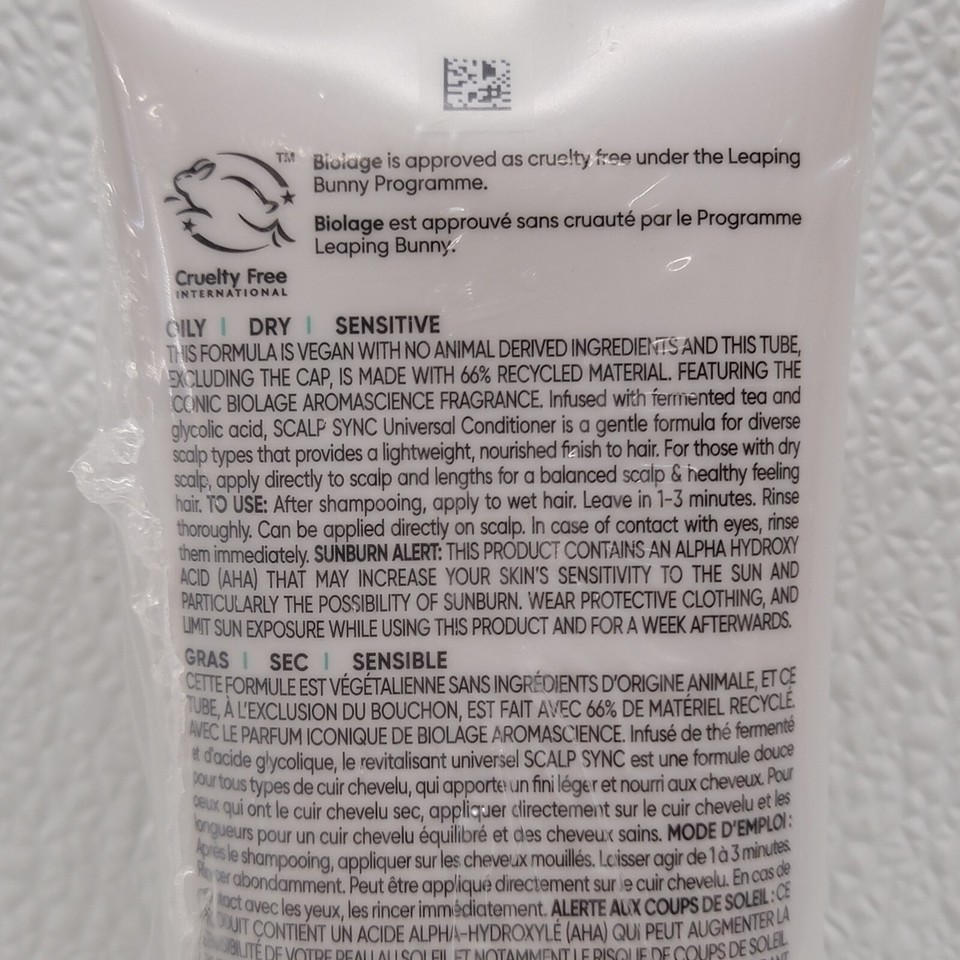 TM
Biolage is approved as cruelty free under the Leaping
Bunny Programme.
Biolage est approuvé sans cruauté par le Programme
Leaping Bunny.
Cruelty Free
INTERNATIONAL
OILY | DRY | SENSITIVE
THIS FORMULA IS VEGAN WITH NO ANIMAL DERIVED INGREDIENTS AND THIS TUBE,
EXCLUDING THE CAP, IS MADE WITH 66% RECYCLED MATERIAL. FEATURING THE
ICONIC BIOLAGE AROMASCIENCE FRAGRANCE. Infused with fermented tea and
glycolic acid, SCALP SYNC Universal Conditioner is a gentle formula for diverse
scalp types that provides a lightweight, nourished finish to hair. For those with dry
scalp, apply directly to scalp and lengths for a balanced scalp & healthy feeling
hair. TO USE: After shampooing, apply to wet hair. Leave in 1-3 minutes. Rinse
thoroughly. Can be applied directly on scalp. In case of contact with eyes, rinse
them immediately. SUNBURN ALERT: THIS PRODUCT CONTAINS AN ALPHA HYDROXY
ACID (AHA) THAT MAY INCREASE YOUR SKIN'S SENSITIVITY TO THE SUN AND
PARTICULARLY THE POSSIBILITY OF SUNBURN. WEAR PROTECTIVE CLOTHING, AND
LIMIT SUN EXPOSURE WHILE USING THIS PRODUCT AND FOR A WEEK AFTERWARDS.
GRAS | SEC | SENSIBLE
CETTE FORMULE EST VÉGÉTALIENNE SANS INGRÉDIENTS D'ORIGINE ANIMALE, ET CE
TUBE, À L'EXCLUSION DU BOUCHON, EST FAIT AVEC 66% DE MATÉRIEL RECYCLÉ.
AVEC LE PARFUM ICONIQUE DE BIOLAGE AROMASCIENCE. Infusé de thé fermenté
et d'acide glycolique, le revitalisant universel SCALP SYNC est une formule douce
pour tous types de cuir chevelu, qui apporte un fini léger et nourri aux cheveux. Pour
ceux qui ont le cuir chevelu sec, appliquer directement sur le cuir chevelu et les
longueurs pour un cuir chevelu équilibré et des cheveux sains. MODE D'EMPLOI :
Après le shampooing, appliquer sur les cheveux mouillés. Laisser agir de 1 à 3 minutes.
Rincer abondamment. Peut être appliqué directement sur le cuir chevelu. En cas de
avec les yeux, les rincer immédiatement. ALERTE AUX COUPS DE SOLEIL : CE
CONTIENT UN ACIDE ALPHA-HYDROXYLÉ (AHA) QUI PEUT AUGMENTER LA
DE VOTRE PEAU AU SOLEIL ET NOTAMMENT LE RISQUE DE COUPS DE SOLEIL.